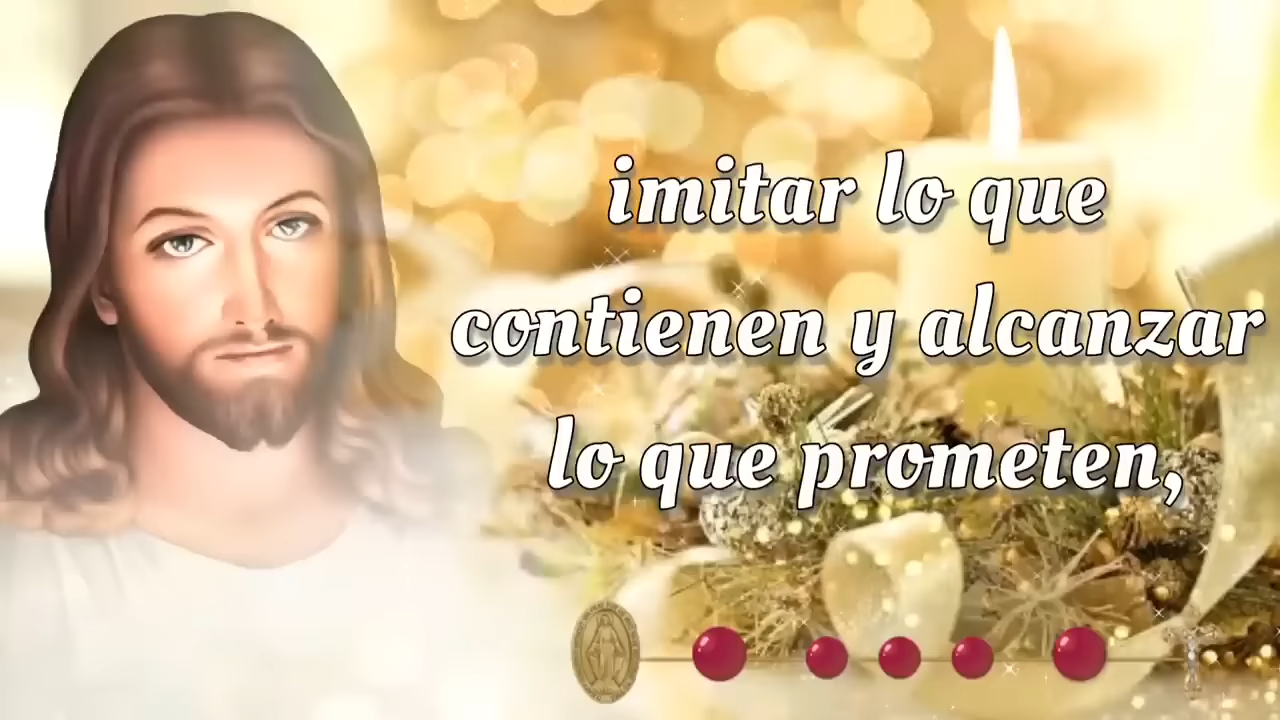 imitar lo que
contienen y alcanzar
lo que prometen,